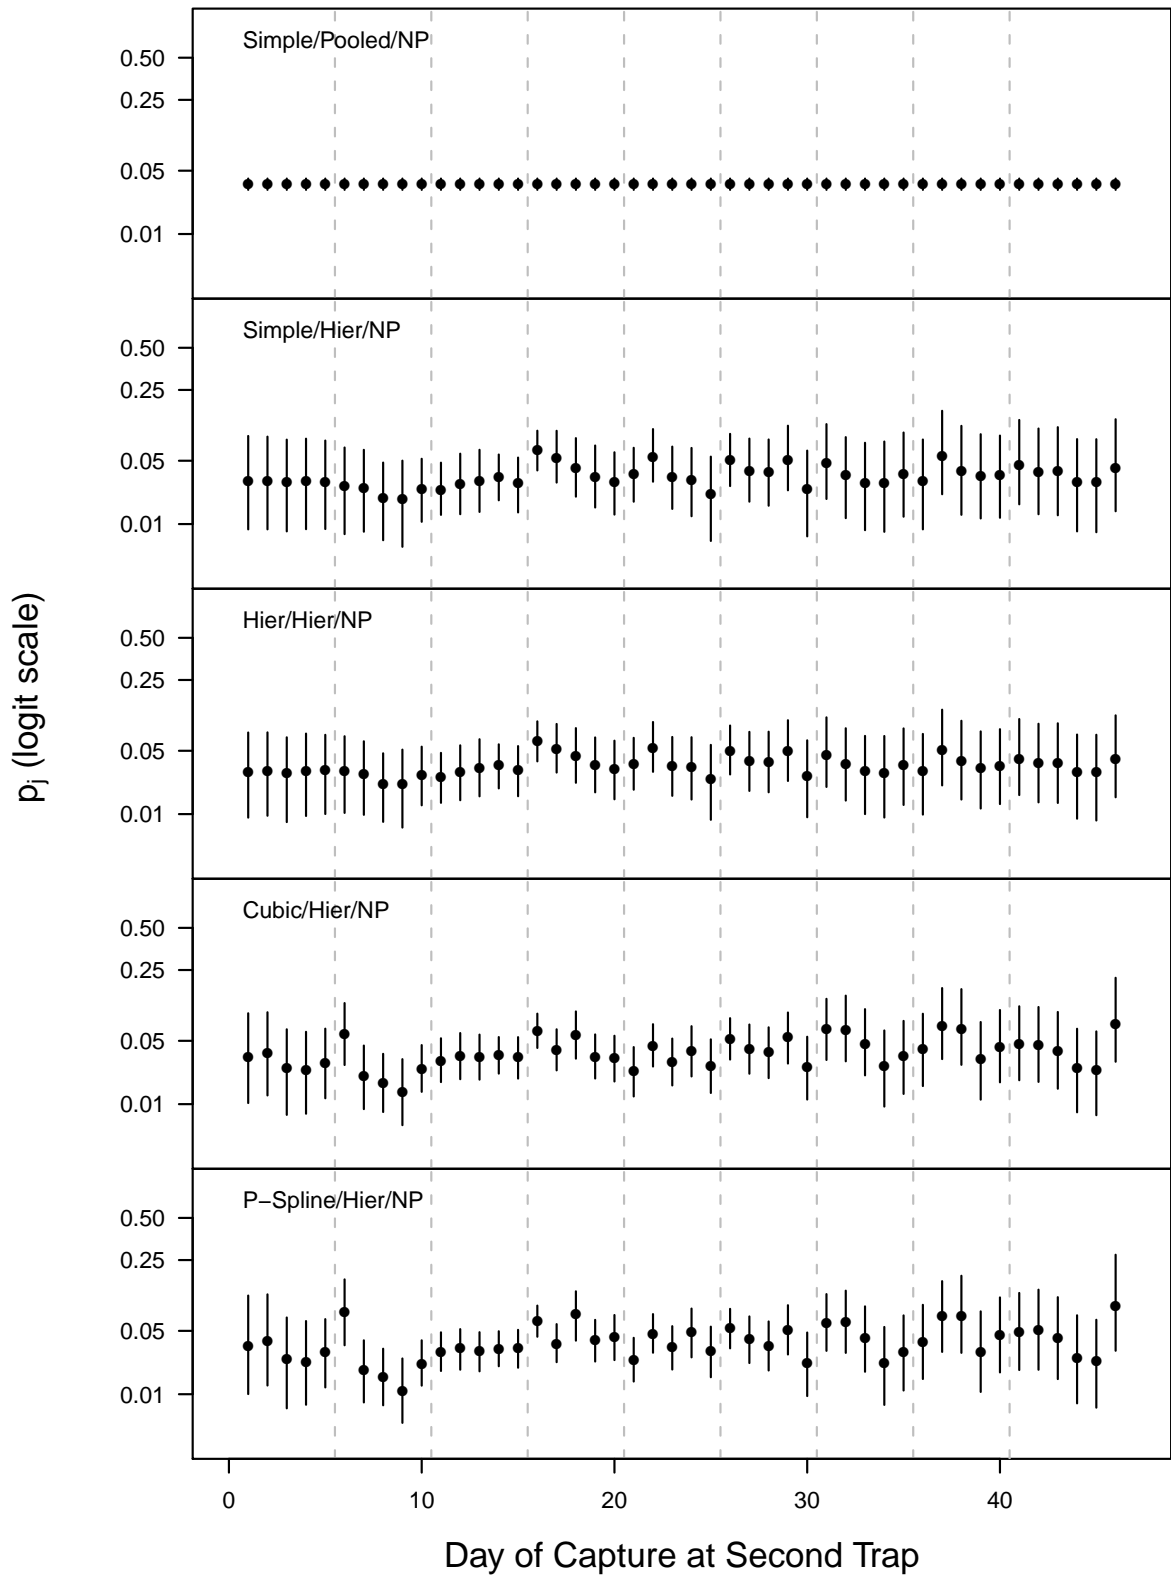 Simple/Pooled/NP
0.50
0.25
0.05
0.01
Simple/Hier/NP
0.50
0.25
0.05
0.01
Hier/Hier/NP
0.50
0.25
0.05
0.01
Cubic/Hier/NP
0.50
0.25
0.05
0.01
P−Spline/Hier/NP
0.50
0.25
0.05
0.01
pj (logit scale)
0 10 20 30 40
Day of Capture at Second Trap